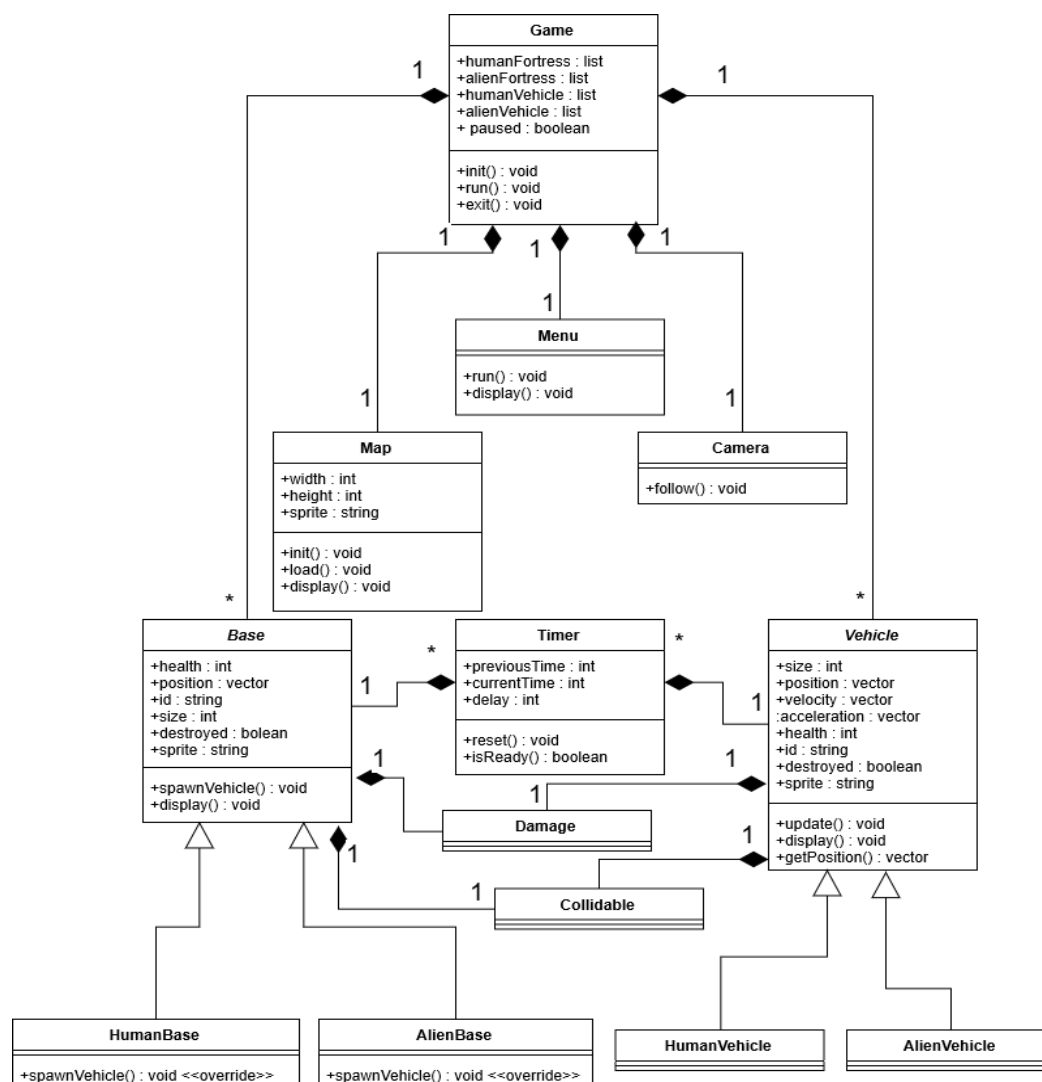 Game
+humanFortress : list
+alienFortress : list
+humanVehicle : list
+alienVehicle : list
+ paused : boolean
+init() : void
+run() : void
+exit() : void
1
1
1
1
1
1
Menu
+run() : void
+display() : void
1
1
Map
+width : int
+height : int
+sprite : string
+init() : void
+load() : void
+display() : void
Camera
+follow() : void
*
*
Base
+health : int
+position : vector
+id : string
+size : int
+destroyed : bolean
+sprite : string
+spawnVehicle() : void
+display() : void
*
1
Timer
+previousTime : int
+currentTime : int
+delay : int
+reset() : void
+isReady() : boolean
*
1
Vehicle
+size : int
+position : vector
+velocity : vector
:acceleration : vector
+health : int
+id : string
+destroyed : boolean
+sprite : string
+update() : void
+display() : void
+getPosition() : vector
1
1
1
Damage
1
1
1
Collidable
HumanBase
+spawnVehicle() : void <<override>>
AlienBase
+spawnVehicle() : void <<override>>
HumanVehicle
AlienVehicle